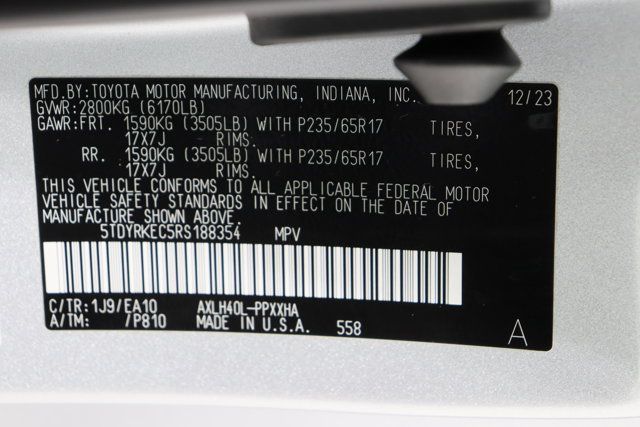 MFD.BY:TOYOTA MOTOR MANUFACTURING, INDIANA, INC. 12/23
GVWR:2800KG (6170LB)
GAWR:FRT. 1590KG (3505LB) WITH P235/65R17 TIRES,
17X7J RIMS.
RR. 1590KG (3505LB) WITH P235/65R17 TIRES,
17X7J RIMS.
THIS VEHICLE CONFORMS TO ALL APPLICABLE FEDERAL MOTOR
VEHICLE SAFETY STANDARDS IN EFFECT ON THE DATE OF
MANUFACTURE SHOWN ABOVE.
5TDYRKEC5RS188354 MPV
C/TR:1J9/EA10 AXLH40L-PPXXHA
A/TM: /P810 MADE IN U.S.A. 558
A